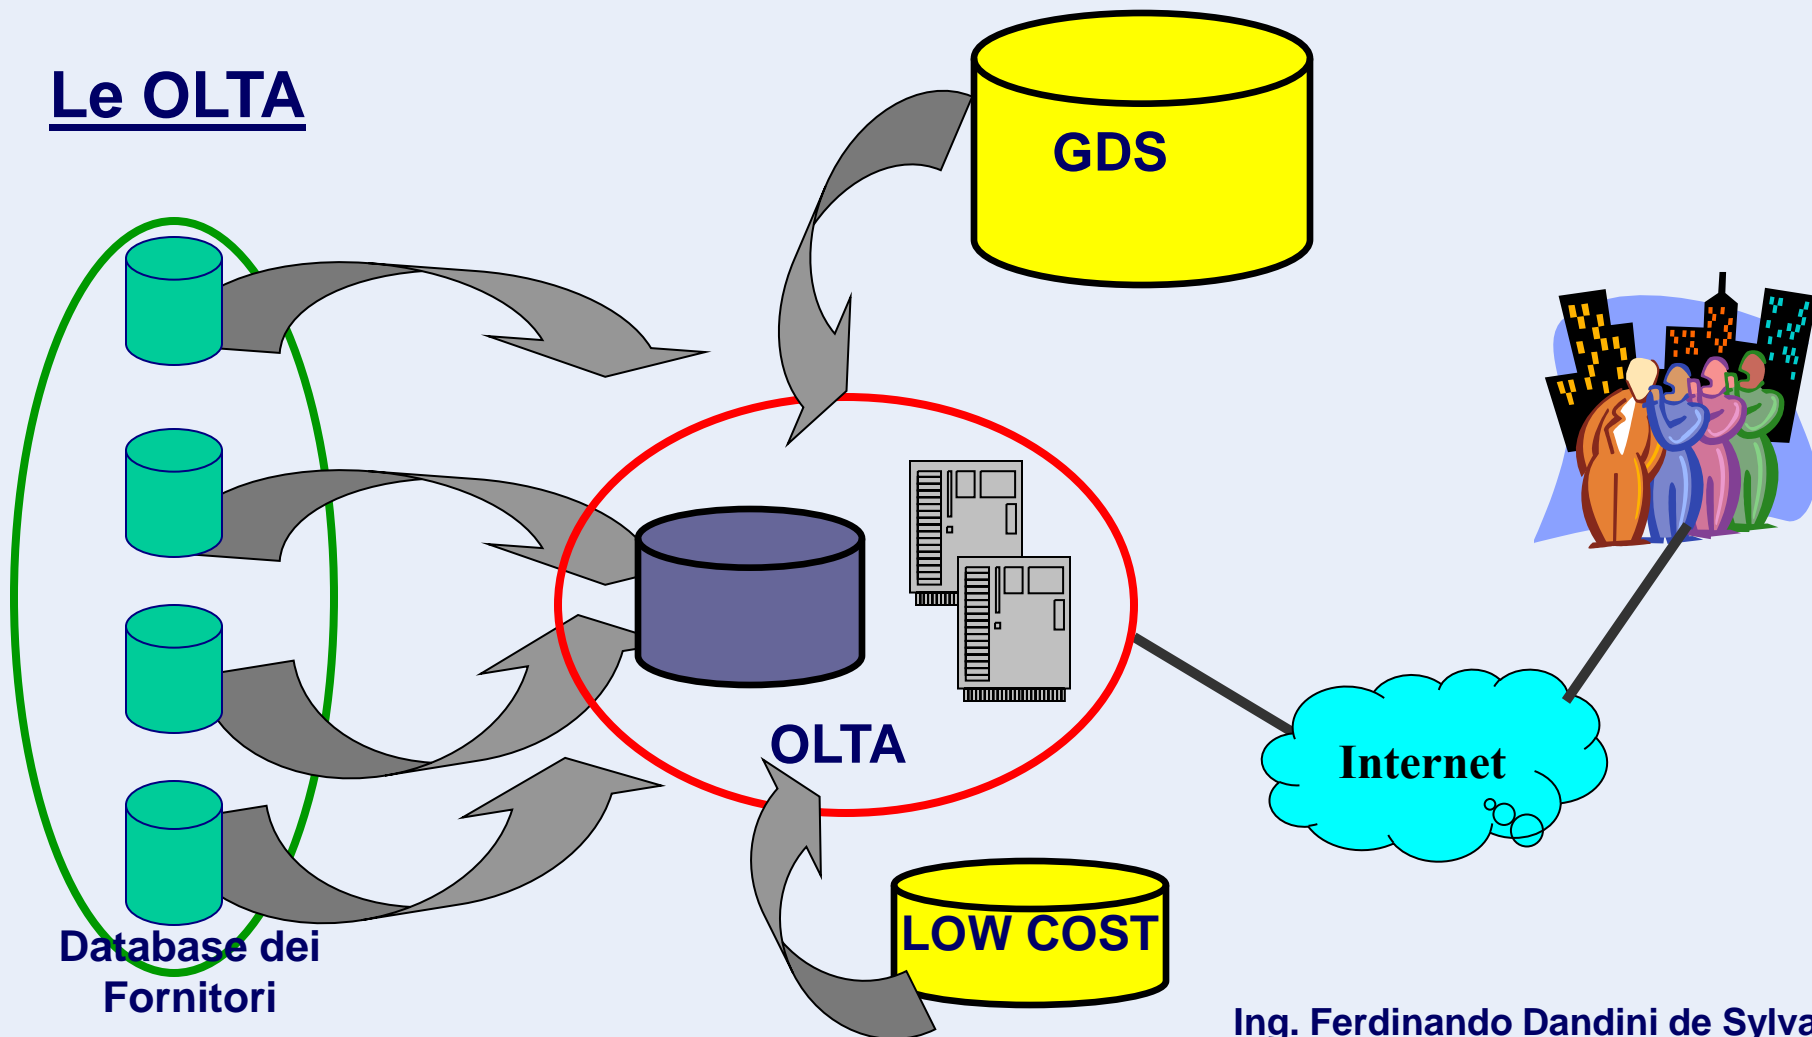 Le OLTA
GDS
OLTA
Internet
LOW COST
Database dei
Fornitori
Ing. Ferdinando Dandini de Sylva